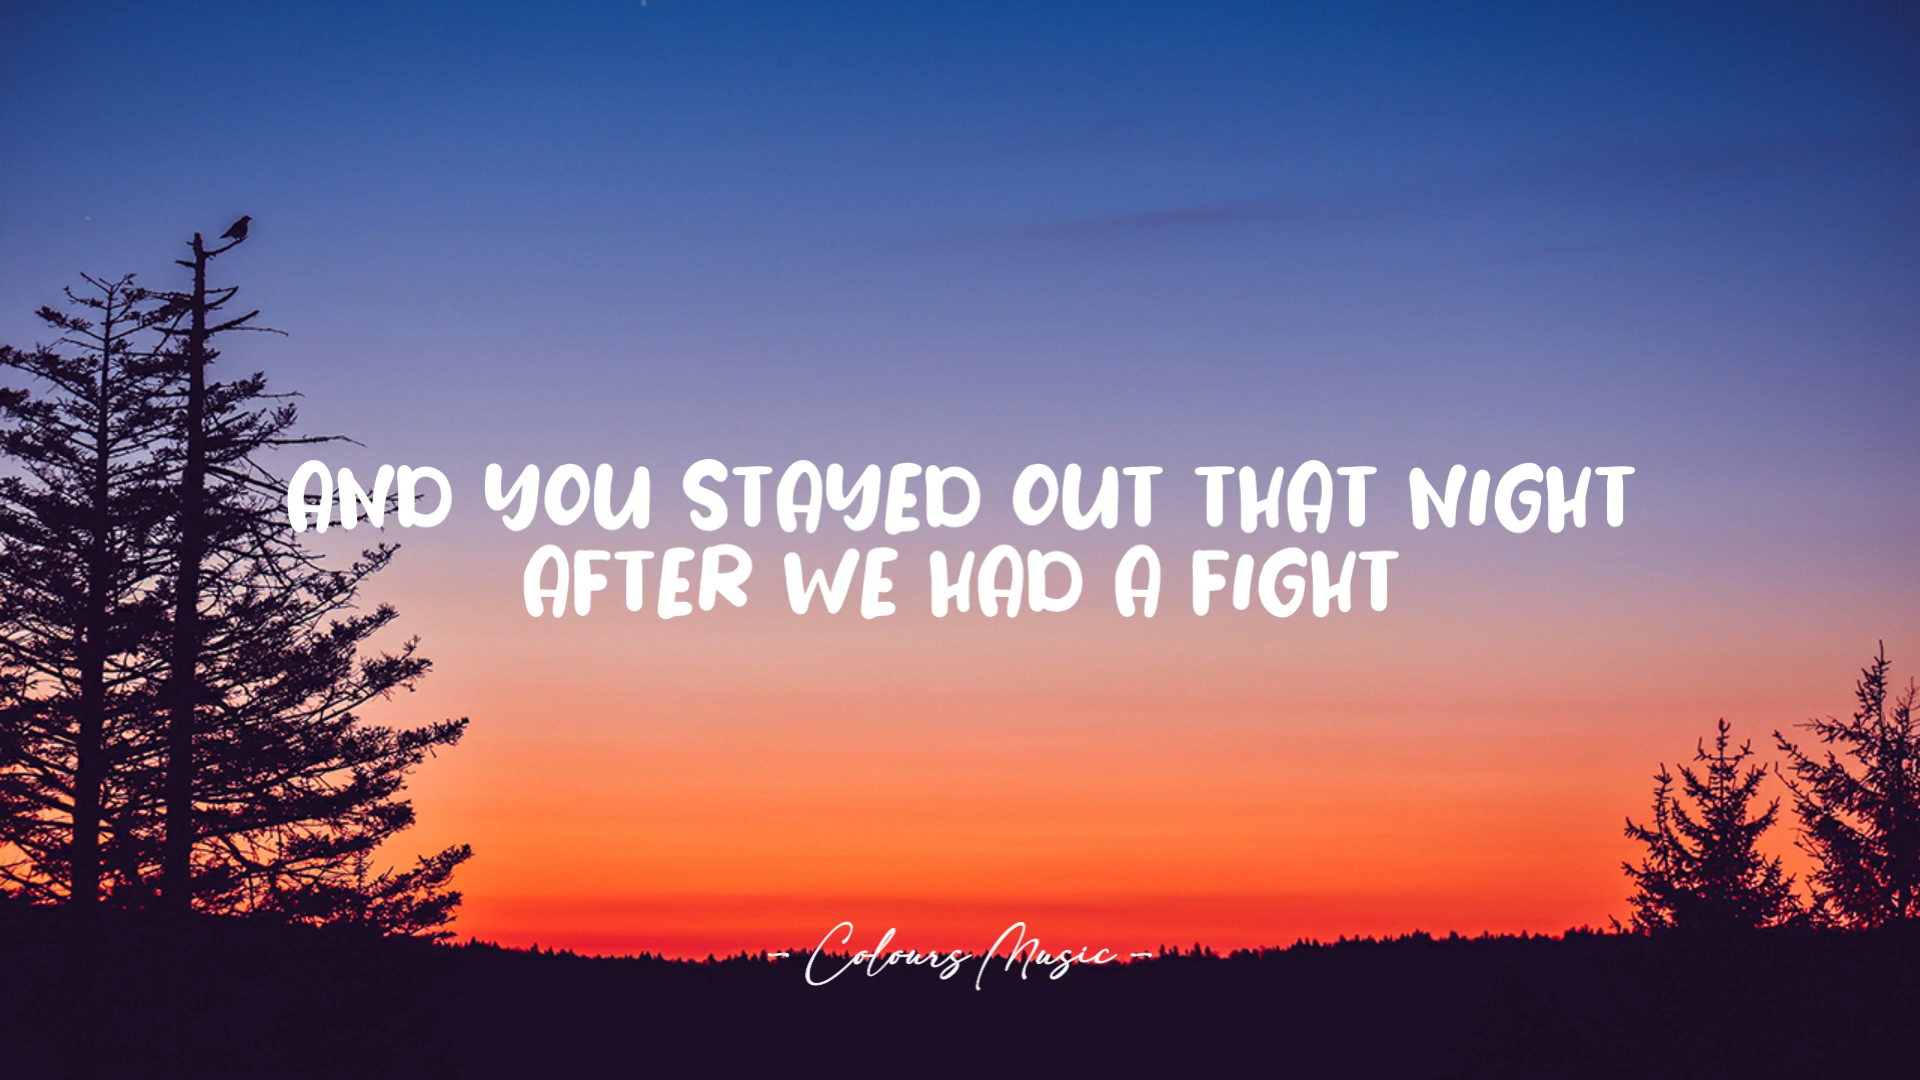 AND YOU STAYED OUT THAT NIGHT
AFTER WE HAD A FIGHT
- Colours Music -